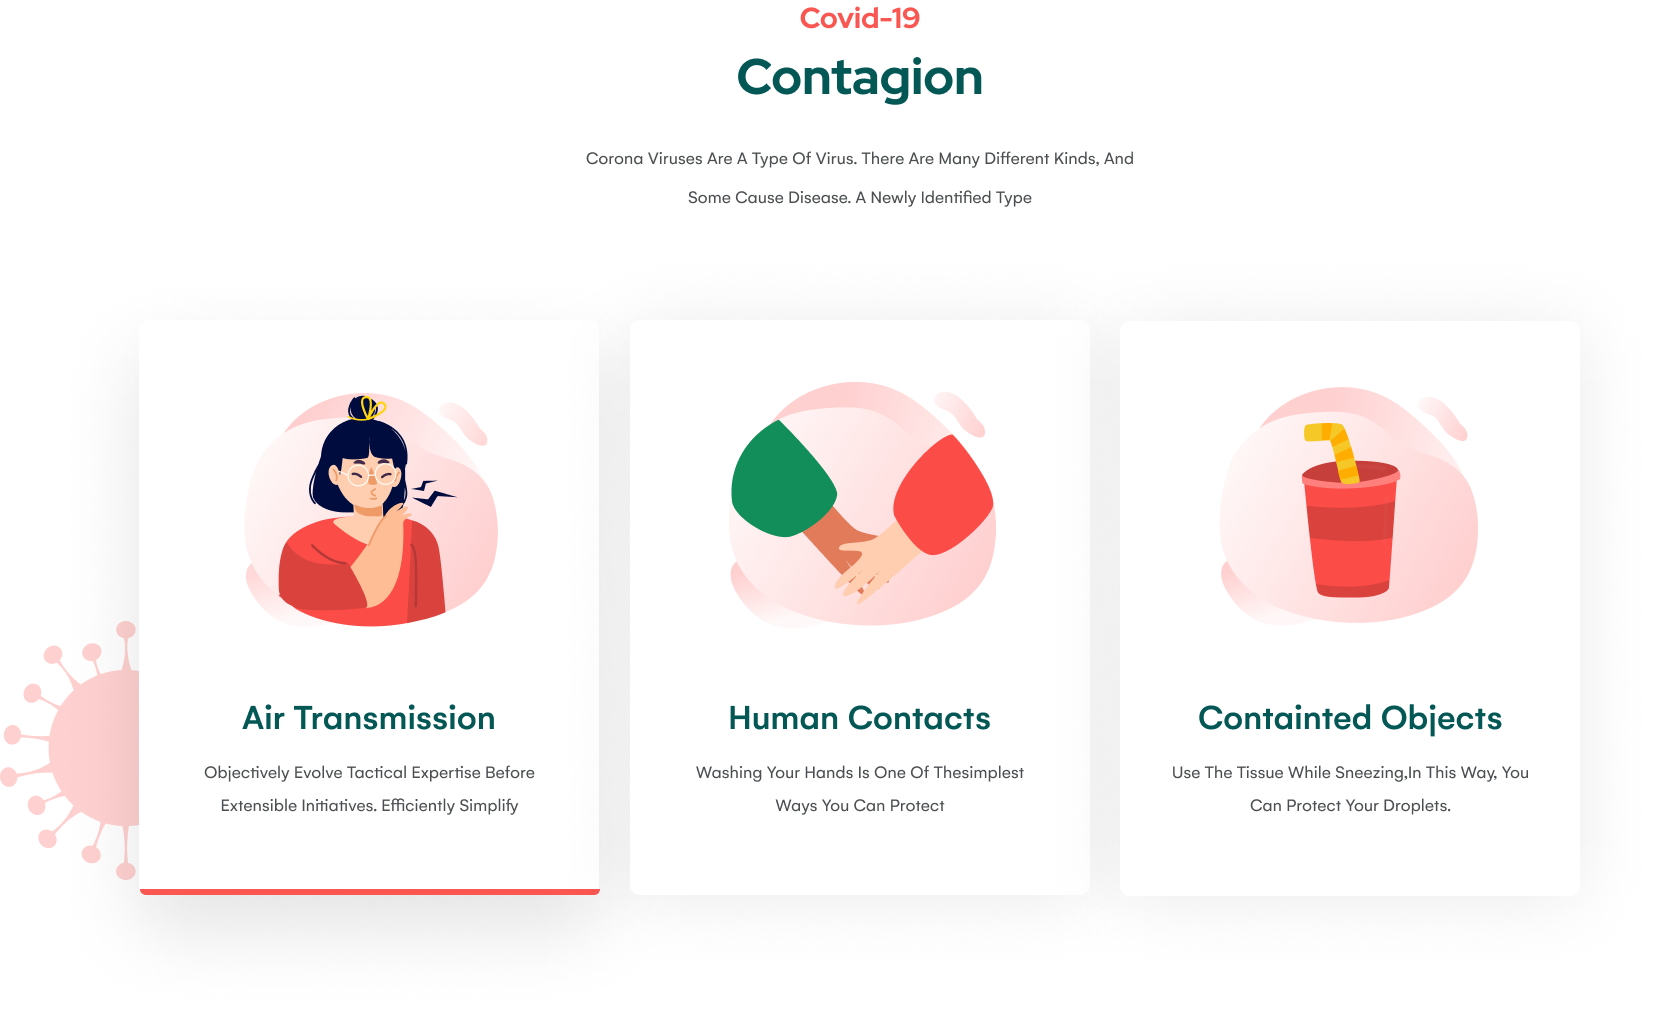 Covid-19
Contagion
Corona Viruses Are A Type Of Virus. There Are Many Different Kinds, And
Some Cause Disease. A Newly Identified Type
Air Transmission
Objectively Evolve Tactical Expertise Before
Extensible Initiatives. Efficiently Simplify
Human Contacts
Washing Your Hands Is One Of Thesimplest
Ways You Can Protect
Containted Objects
Use The Tissue While Sneezing,In This Way, You
Can Protect Your Droplets.